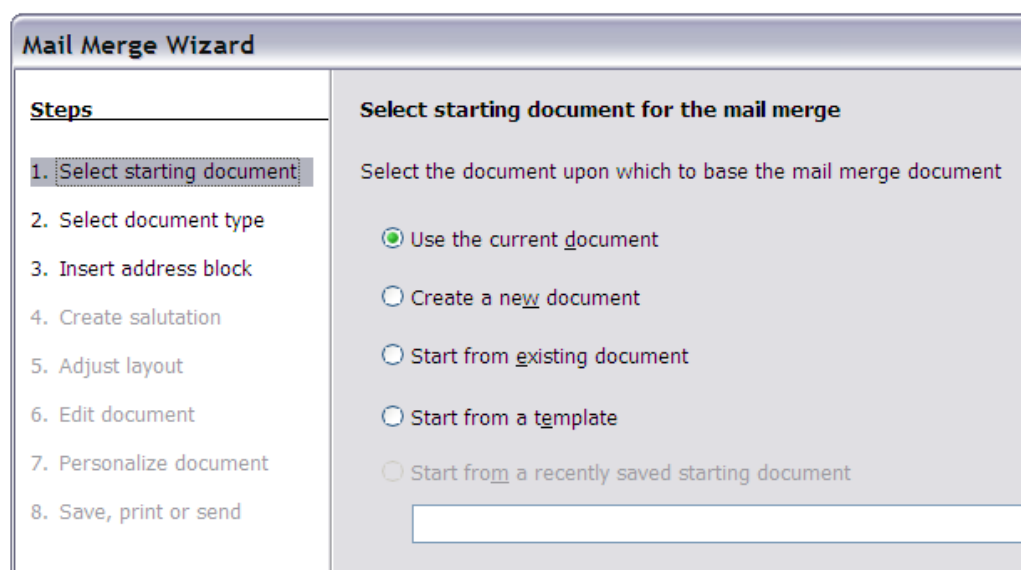 Mail Merge Wizard
Steps
1. Select starting document
2. Select document type
3. Insert address block
4. Create salutation
5. Adjust layout
6. Edit document
7. Personalize document
8. Save, print or send
Select starting document for the mail merge
Select the document upon which to base the mail merge document
Use the current document
Create a new document
Start from existing document
Start from a template
Start from a recently saved starting document